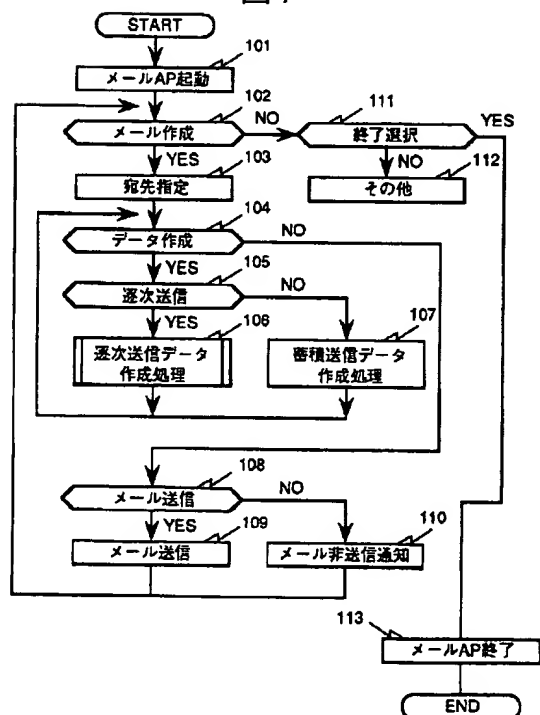 START
101
メールAP起動
102
メール作成
NO
111
終了選択
YES
YES
103
宛先指定
NO
112
その他
104
データ作成
NO
YES
105
逐次送信
NO
YES
106
逐次送信データ
作成処理
107
蓄積送信データ
作成処理
108
メール送信
NO
YES
109
メール送信
110
メール非送信通知
113
メールAP終了
END